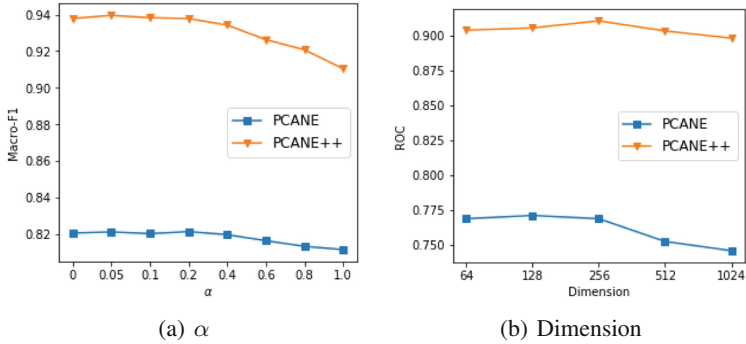 0.94
0.92
0.90
0.88
0.86
0.84
0.82
Macro-F1
PCANE
PCANE++
0 0.05 0.1 0.2 0.4 0.6 0.8 1.0
α
(a) α
0.900
0.875
0.850
0.825
0.800
0.775
0.750
ROC
PCANE
PCANE++
64 128 256 512 1024
Dimension
(b) Dimension